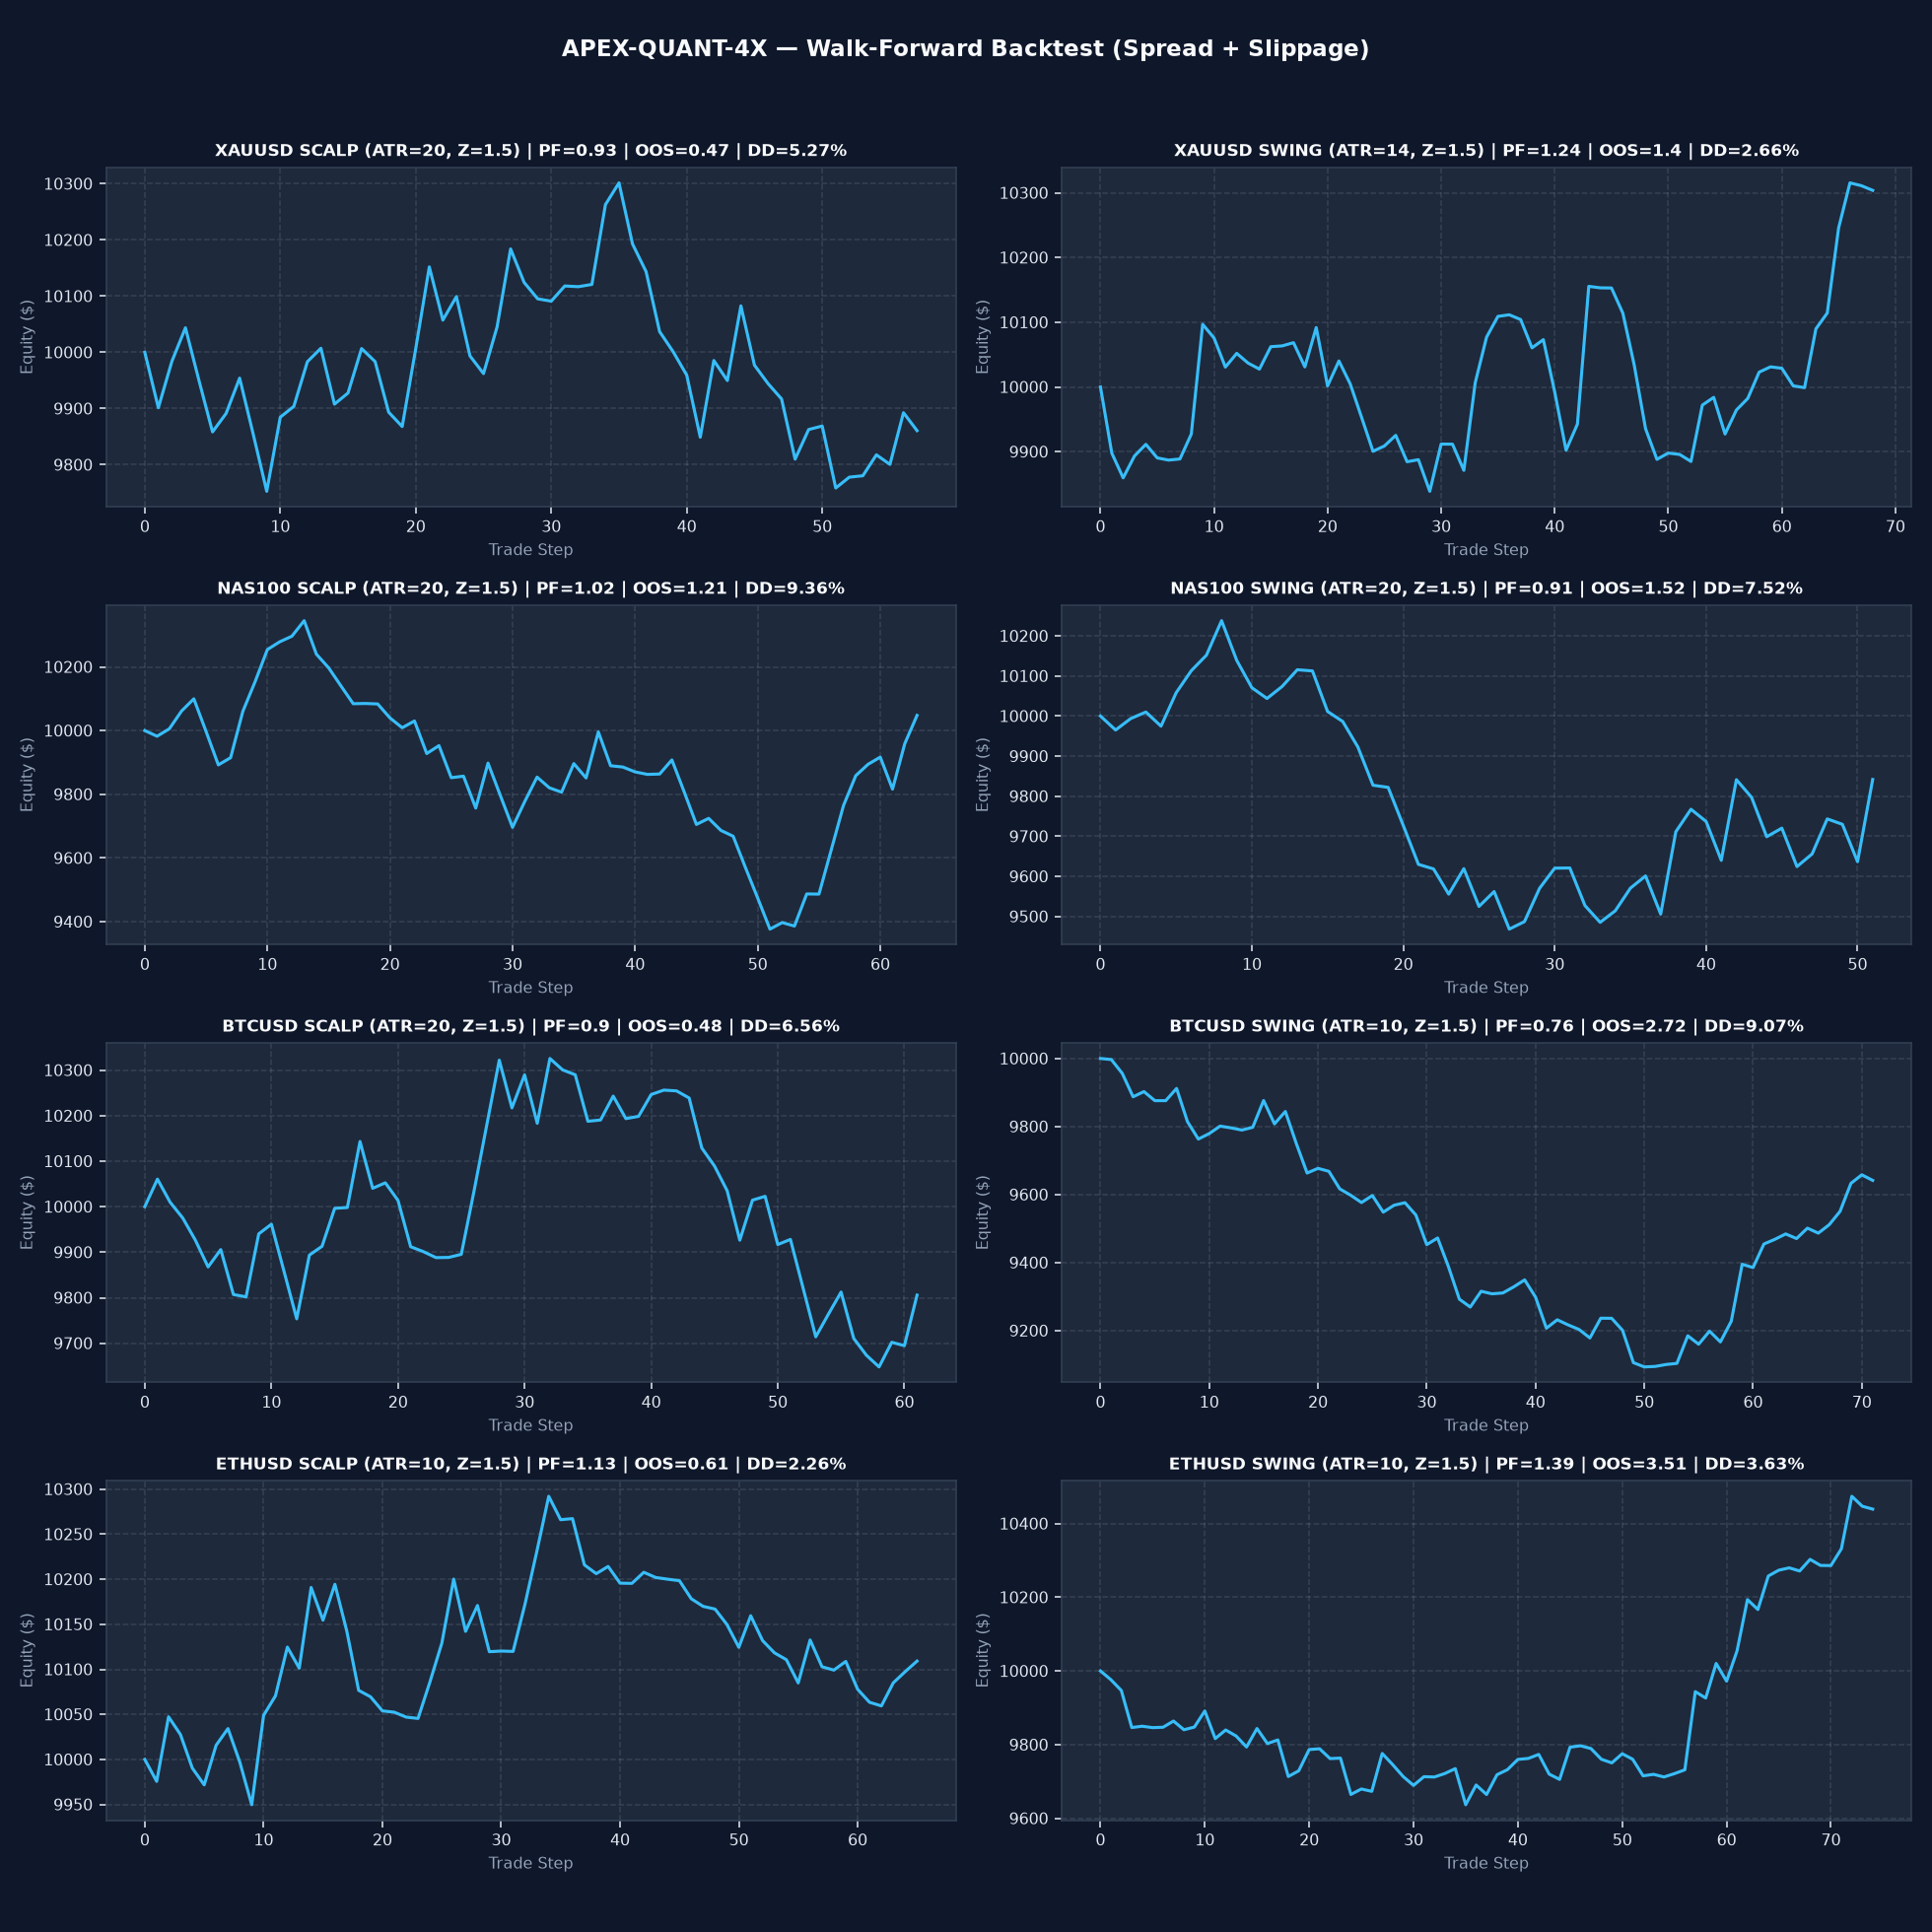 APEX-QUANT-4X — Walk-Forward Backtest (Spread + Slippage)
XAUUSD SCALP (ATR=20, Z=1.5) | PF=0.93 | OOS=0.47 | DD=5.27%
Equity ($)
10300
10200
10100
10000
9900
9800
0 10 20 30 40 50
Trade Step
XAUUSD SWING (ATR=14, Z=1.5) | PF=1.24 | OOS=1.4 | DD=2.66%
Equity ($)
10300
10200
10100
10000
9900
0 10 20 30 40 50 60 70
Trade Step
NAS100 SCALP (ATR=20, Z=1.5) | PF=1.02 | OOS=1.21 | DD=9.36%
Equity ($)
10200
10000
9800
9600
9400
0 10 20 30 40 50 60
Trade Step
NAS100 SWING (ATR=20, Z=1.5) | PF=0.91 | OOS=1.52 | DD=7.52%
Equity ($)
10200
10100
10000
9900
9800
9700
9600
9500
0 10 20 30 40 50
Trade Step
BTCUSD SCALP (ATR=20, Z=1.5) | PF=0.9 | OOS=0.48 | DD=6.56%
Equity ($)
10300
10200
10100
10000
9900
9800
9700
0 10 20 30 40 50 60
Trade Step
BTCUSD SWING (ATR=10, Z=1.5) | PF=0.76 | OOS=2.72 | DD=9.07%
Equity ($)
10000
9800
9600
9400
9200
0 10 20 30 40 50 60 70
Trade Step
ETHUSD SCALP (ATR=10, Z=1.5) | PF=1.13 | OOS=0.61 | DD=2.26%
Equity ($)
10300
10250
10200
10150
10100
10050
10000
9950
0 10 20 30 40 50 60
Trade Step
ETHUSD SWING (ATR=10, Z=1.5) | PF=1.39 | OOS=3.51 | DD=3.63%
Equity ($)
10400
10200
10000
9800
9600
0 10 20 30 40 50 60 70
Trade Step